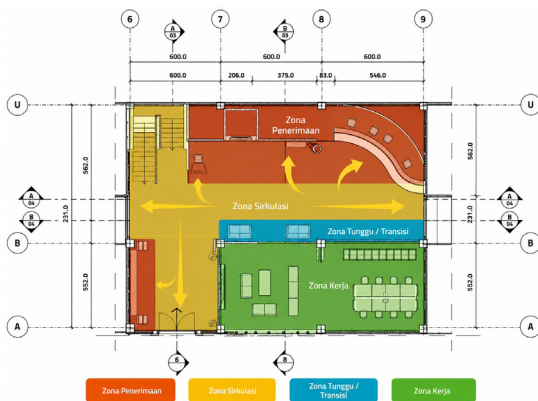 6 7 8 9
A
03
B
03
600.0 600.0 600.0
600.0 206.0 375.0 83.0 546.0
U U
Zona
Penerimaan
562.0 562.0
A
04
A
04
231.0 231.0
Zona Sirkulasi
B
04
B
04
Zona Tunggu / Transisi
B B
552.0 552.0
Zona Kerja
A A
6 8
Zona Penerimaan
Zona Sirkulasi
Zona Tunggu /
Transisi
Zona Kerja